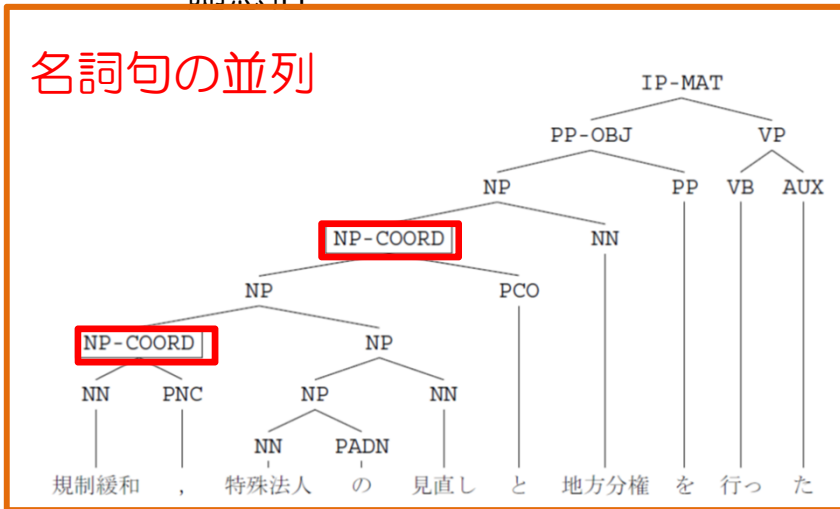 名詞句の並列
IP-MAT
PP-OBJ VP
NP PP VB AUX
NP-COORD NN
NP PCO
NP-COORD NP
NN PNC NP NN
NN PADN
規制緩和 , 特殊法人 の 見直し と 地方分権 を 行っ た